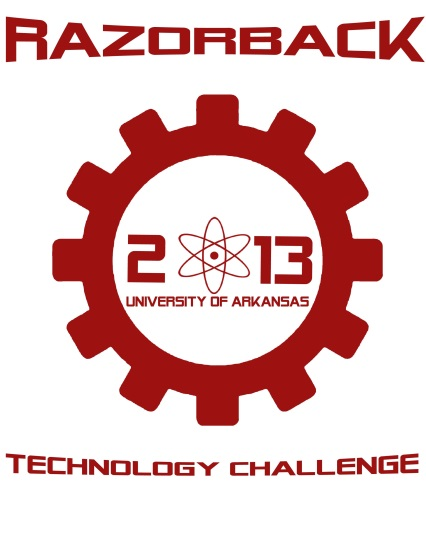 RAZORBACK
2 13
UNIVERSITY OF ARKANSAS
TECHNOLOGY CHALLENGE